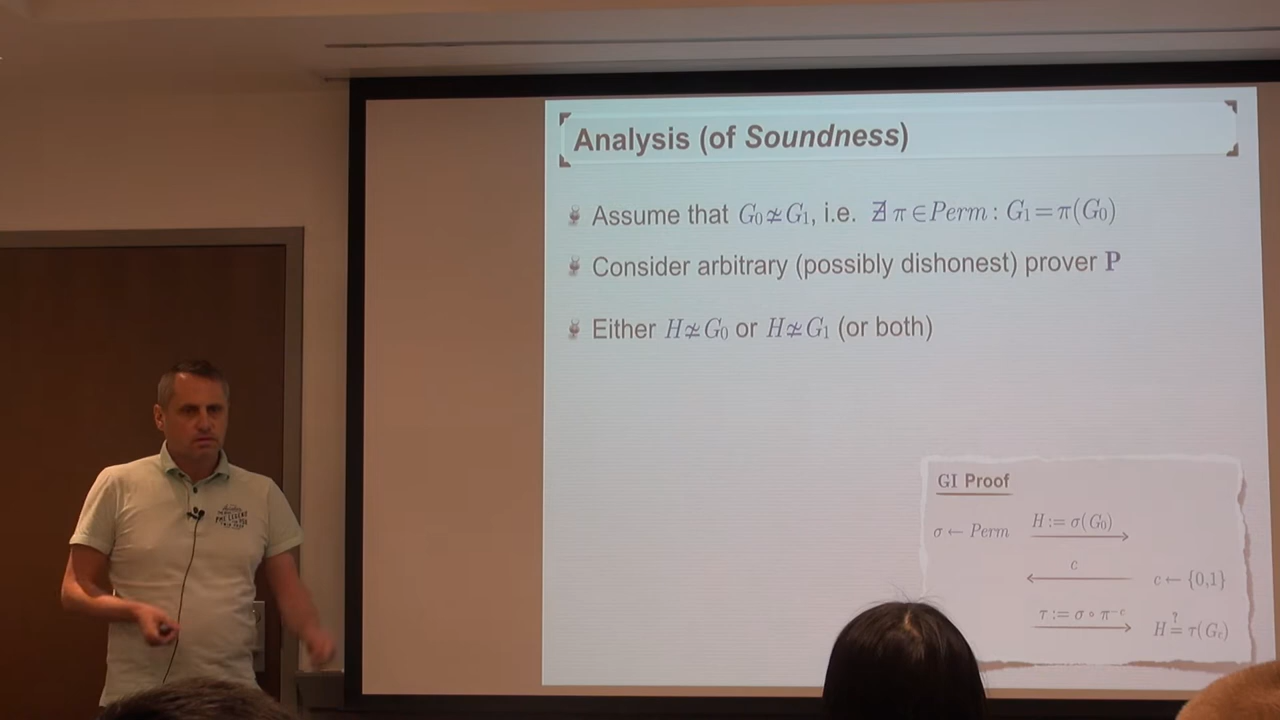 Analysis (of Soundness)
Assume that G₀≄G₁, i.e. ∄ π∈Perm : G₁=π(G₀)
Consider arbitrary (possibly dishonest) prover P
Either H≄G₀ or H≄G₁ (or both)
GI Proof
σ ← Perm H := σ(G₀)
c
c ← {0,1}
τ := σ ∘ π⁻ᶜ
H ≟ τ(G_c)